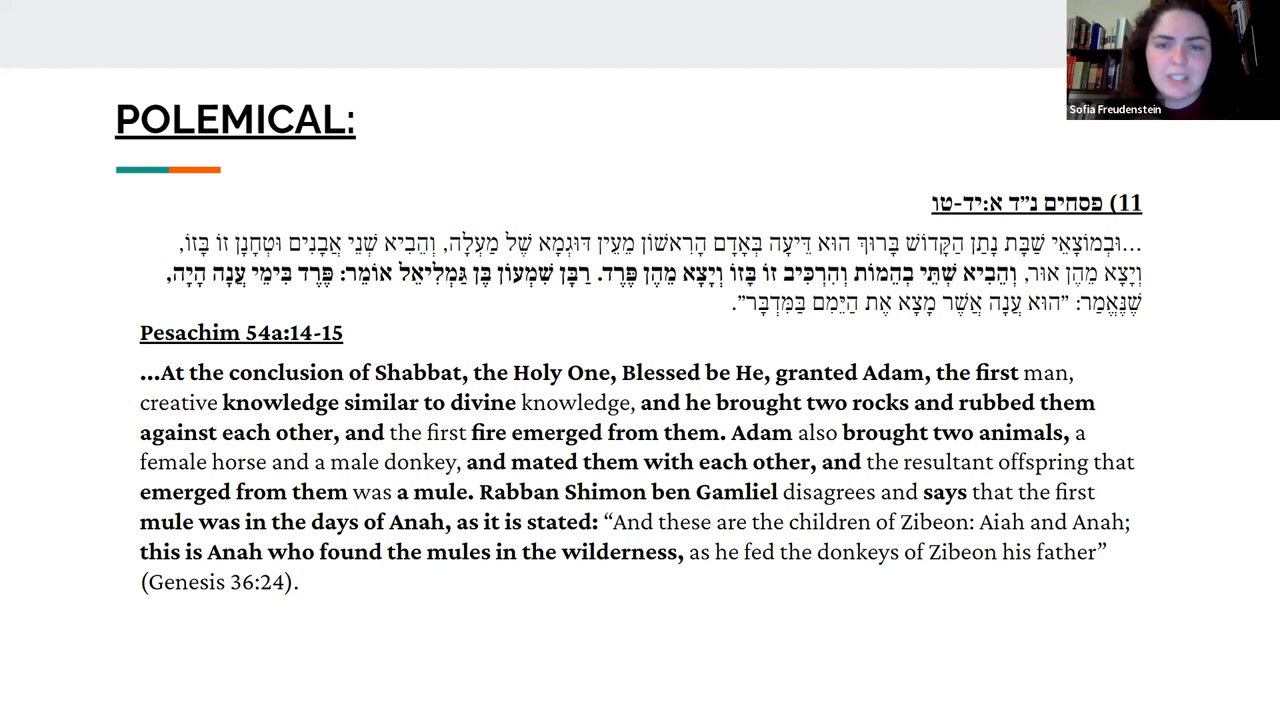 POLEMICAL:
Sofia Freudenstein
11) פסחים נ״ד א:יד-טו
...וּבְמוֹצָאֵי שַׁבָּת נָתַן הַקָּדוֹשׁ בָּרוּךְ הוּא דֵּיעָה בְּאָדָם הָרִאשׁוֹן מֵעֵין דּוּגְמָא שֶׁל מַעְלָה, וְהֵבִיא שְׁנֵי אֲבָנִים וּטְחָנָן זוֹ בָּזוֹ,
וְיָצָא מֵהֶן אוּר, וְהֵבִיא שְׁתֵּי בְהֵמוֹת וְהִרְכִּיב זוֹ בָּזוֹ וְיָצָא מֵהֶן פֶּרֶד. רַבָּן שִׁמְעוֹן בֶּן גַּמְלִיאֵל אוֹמֵר: פֶּרֶד בִּימֵי עֲנָה הָיָה,
שֶׁנֶּאֱמַר: ״הוּא עֲנָה אֲשֶׁר מָצָא אֶת הַיֵּמִם בַּמִּדְבָּר״.
Pesachim 54a:14-15
...At the conclusion of Shabbat, the Holy One, Blessed be He, granted Adam, the first man,
creative knowledge similar to divine knowledge, and he brought two rocks and rubbed them
against each other, and the first fire emerged from them. Adam also brought two animals, a
female horse and a male donkey, and mated them with each other, and the resultant offspring that
emerged from them was a mule. Rabban Shimon ben Gamliel disagrees and says that the first
mule was in the days of Anah, as it is stated: “And these are the children of Zibeon: Aiah and Anah;
this is Anah who found the mules in the wilderness, as he fed the donkeys of Zibeon his father”
(Genesis 36:24).